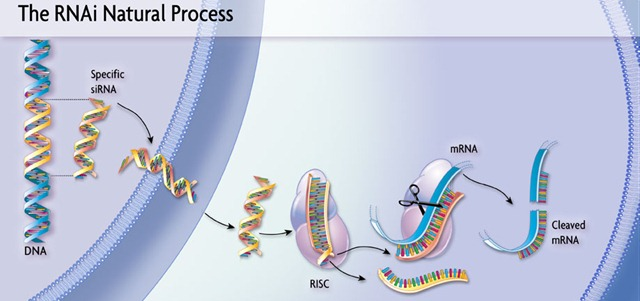 The RNAi Natural Process
Specific
siRNA
DNA
RISC
mRNA
Cleaved
mRNA